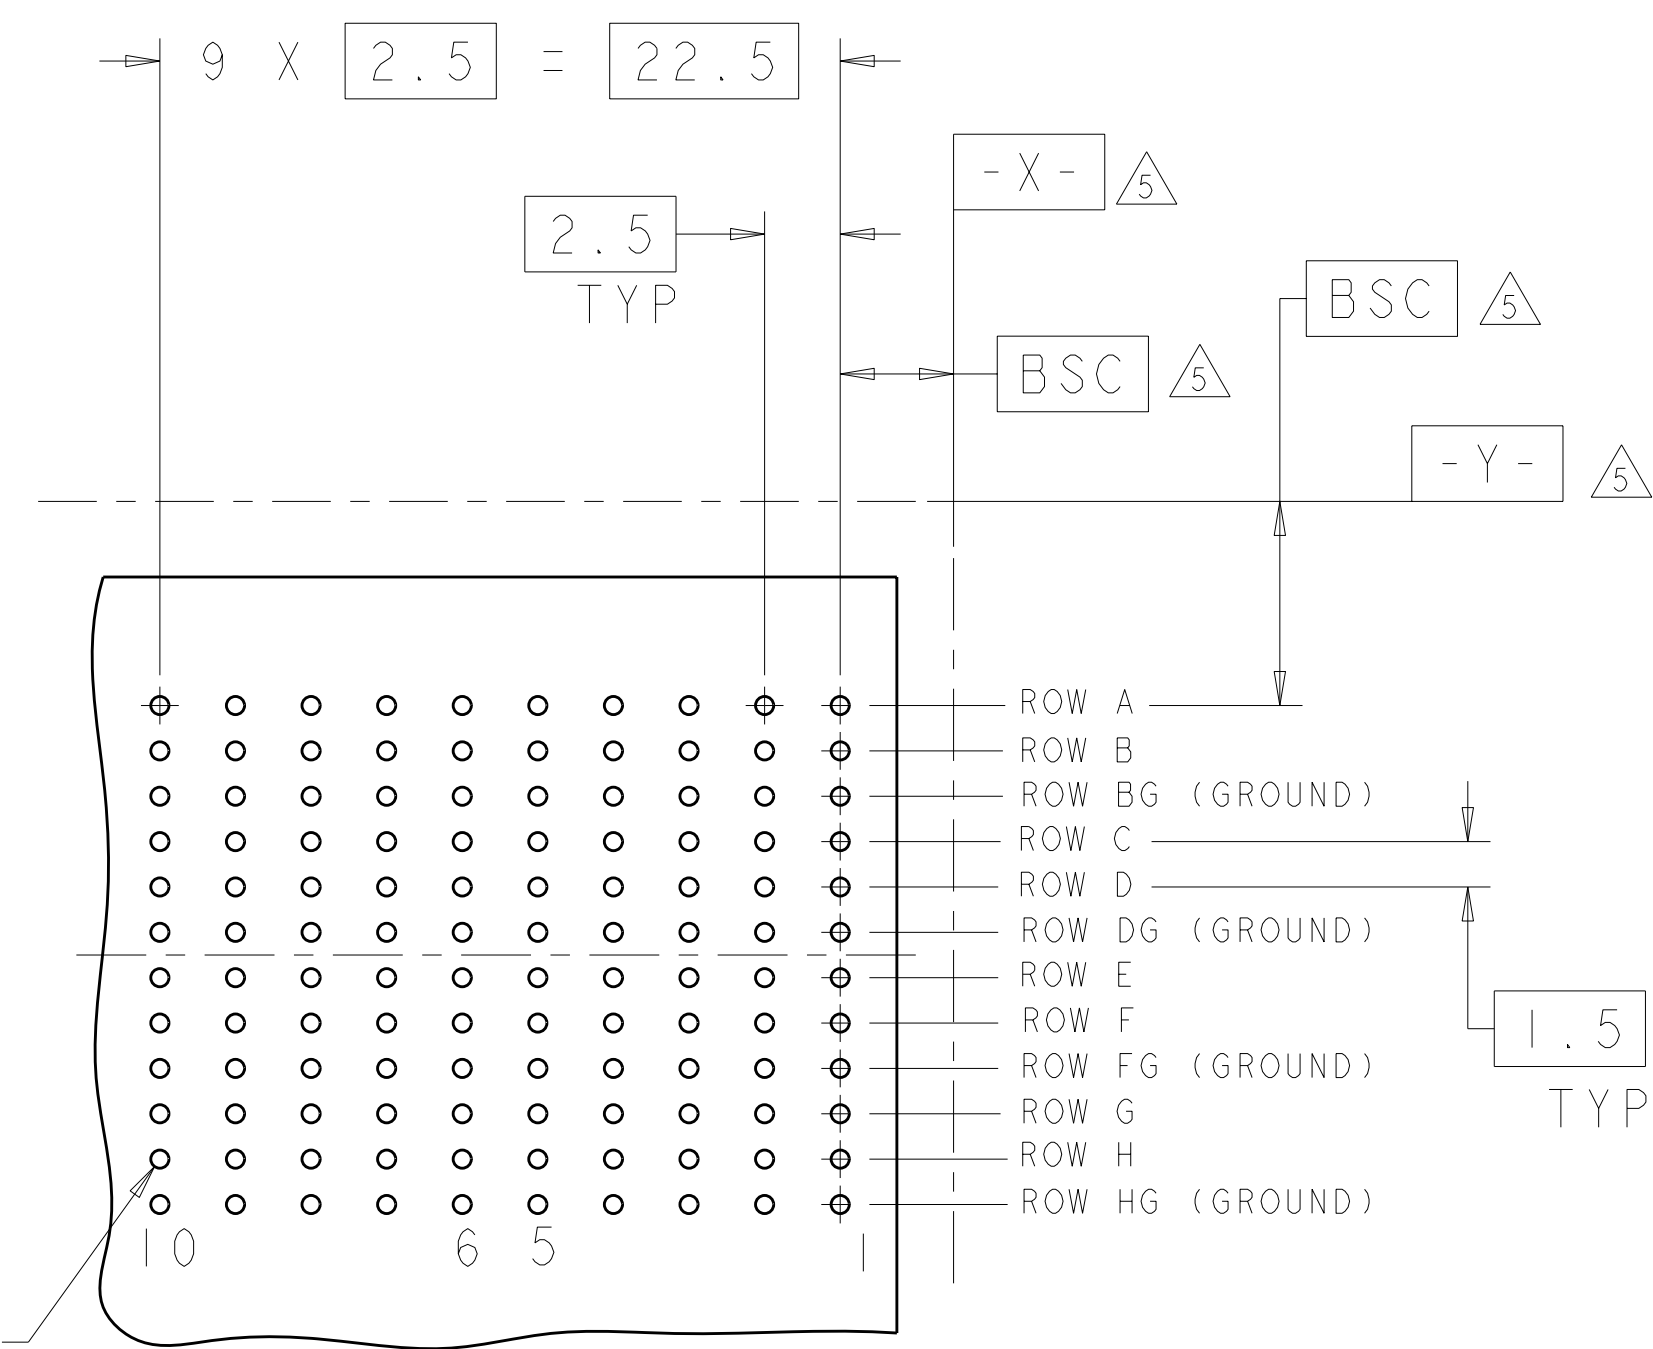 9 X 2.5 = 22.5
-X- 5
2.5
TYP
BSC 5
BSC 5
-Y- 5
ROW A
ROW B
ROW BG (GROUND)
ROW C
ROW D
ROW DG (GROUND)
ROW E
ROW F
1.5
TYP
ROW FG (GROUND)
ROW G
ROW H
ROW HG (GROUND)
10 6 5 1